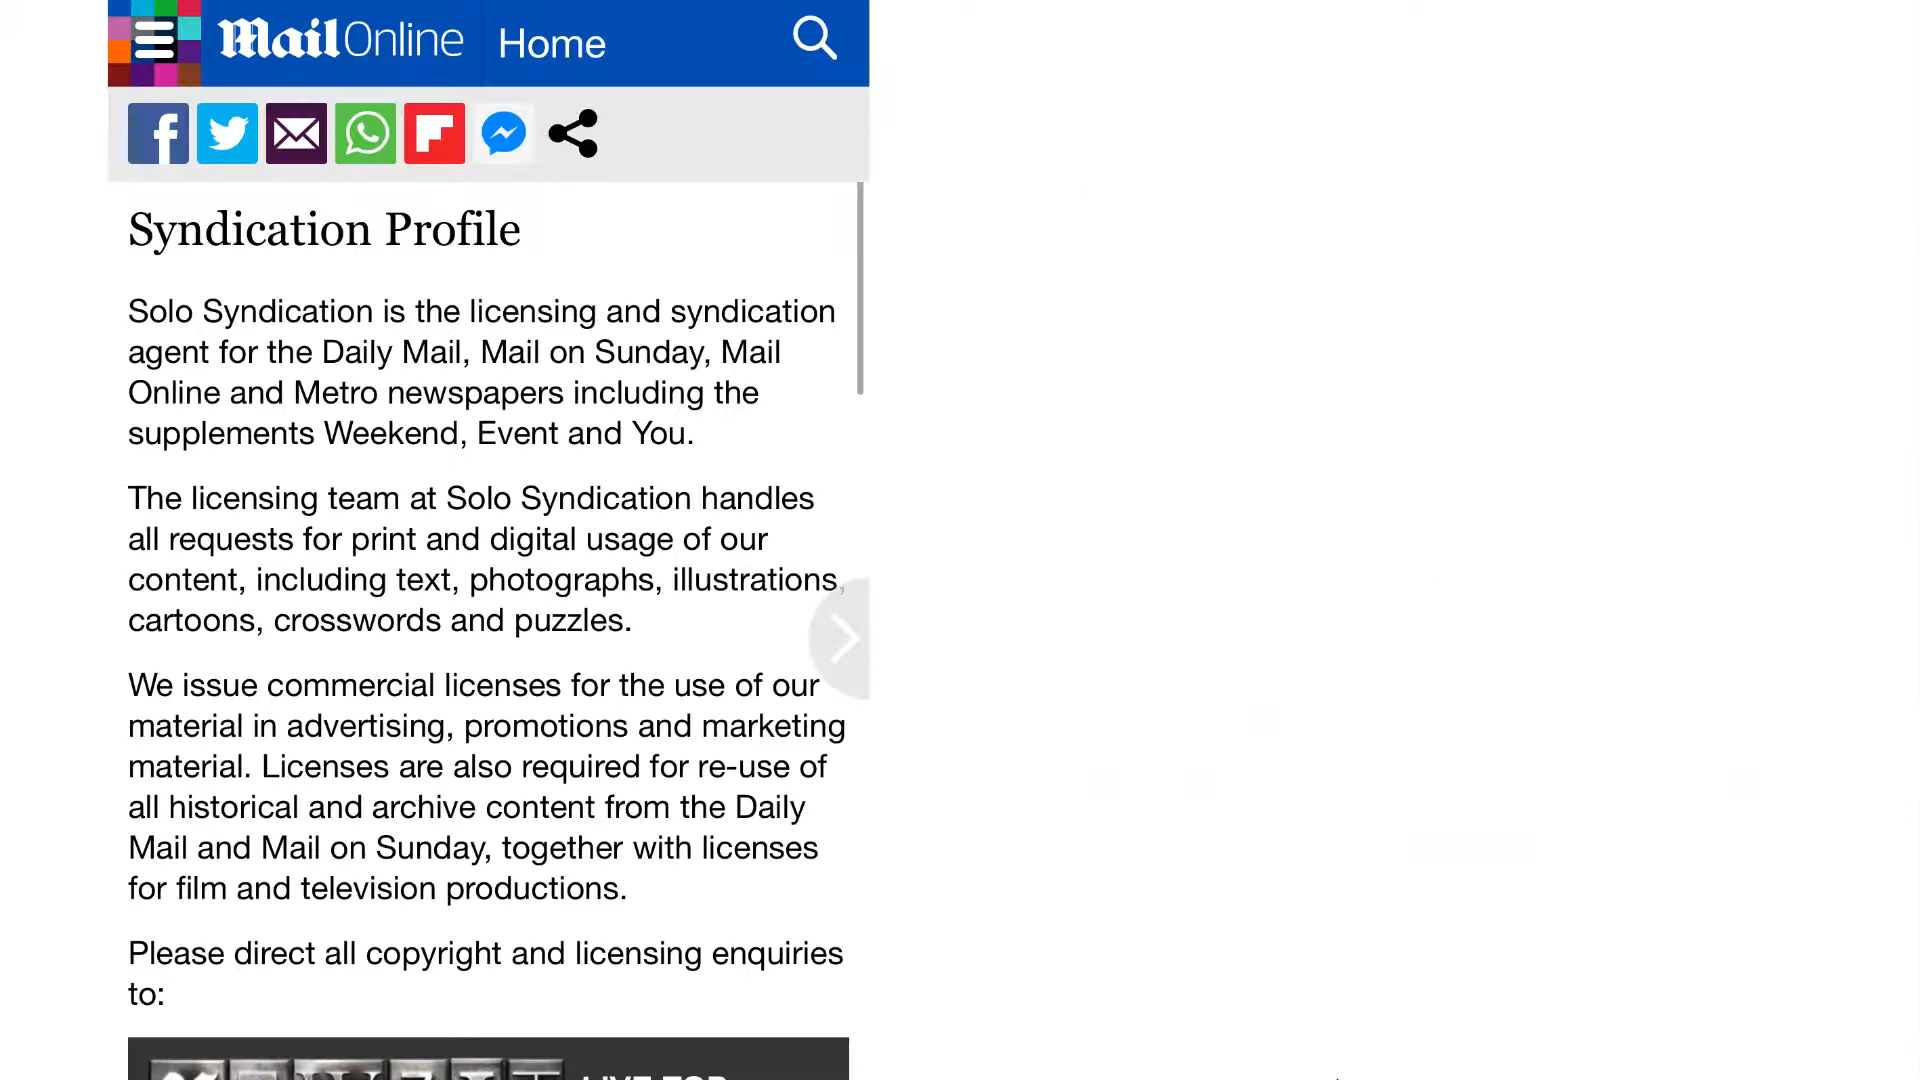 Mail Online Home
Syndication Profile
Solo Syndication is the licensing and syndication
agent for the Daily Mail, Mail on Sunday, Mail
Online and Metro newspapers including the
supplements Weekend, Event and You.
The licensing team at Solo Syndication handles
all requests for print and digital usage of our
content, including text, photographs, illustrations,
cartoons, crosswords and puzzles.
We issue commercial licenses for the use of our
material in advertising, promotions and marketing
material. Licenses are also required for re-use of
all historical and archive content from the Daily
Mail and Mail on Sunday, together with licenses
for film and television productions.
Please direct all copyright and licensing enquiries
to:
LIVE FOR